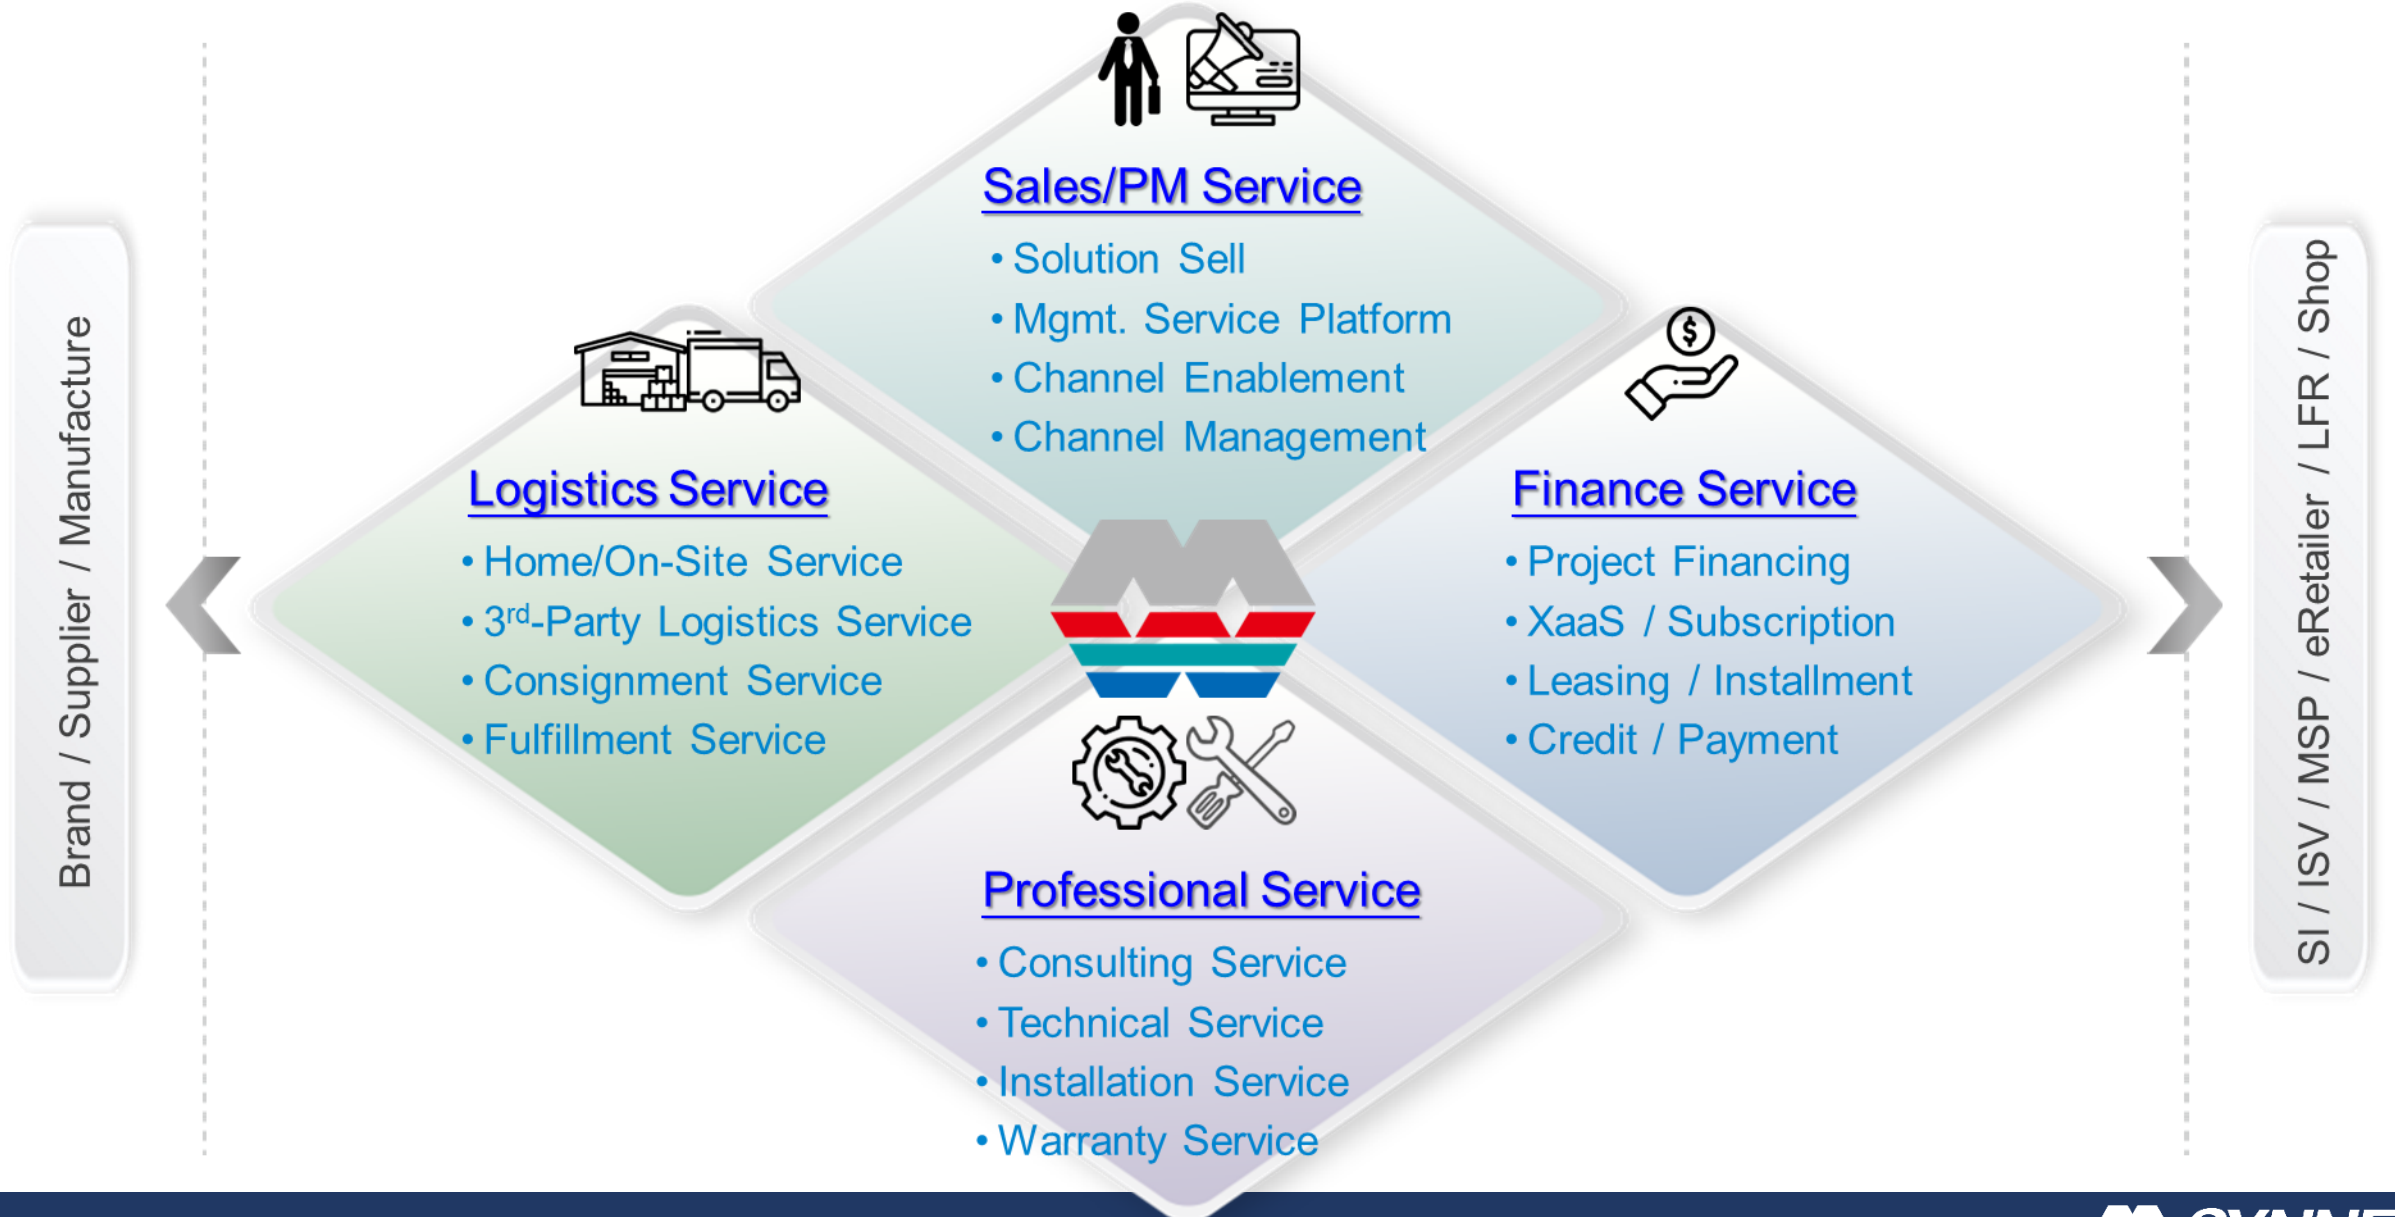 Sales/PM Service
• Solution Sell
• Mgmt. Service Platform
• Channel Enablement
• Channel Management
Logistics Service
• Home/On-Site Service
• 3rd-Party Logistics Service
• Consignment Service
• Fulfillment Service
Finance Service
• Project Financing
• XaaS / Subscription
• Leasing / Installment
• Credit / Payment
Professional Service
• Consulting Service
• Technical Service
• Installation Service
• Warranty Service
Brand / Supplier / Manufacture
SI / ISV / MSP / eRetailer / LFR / Shop